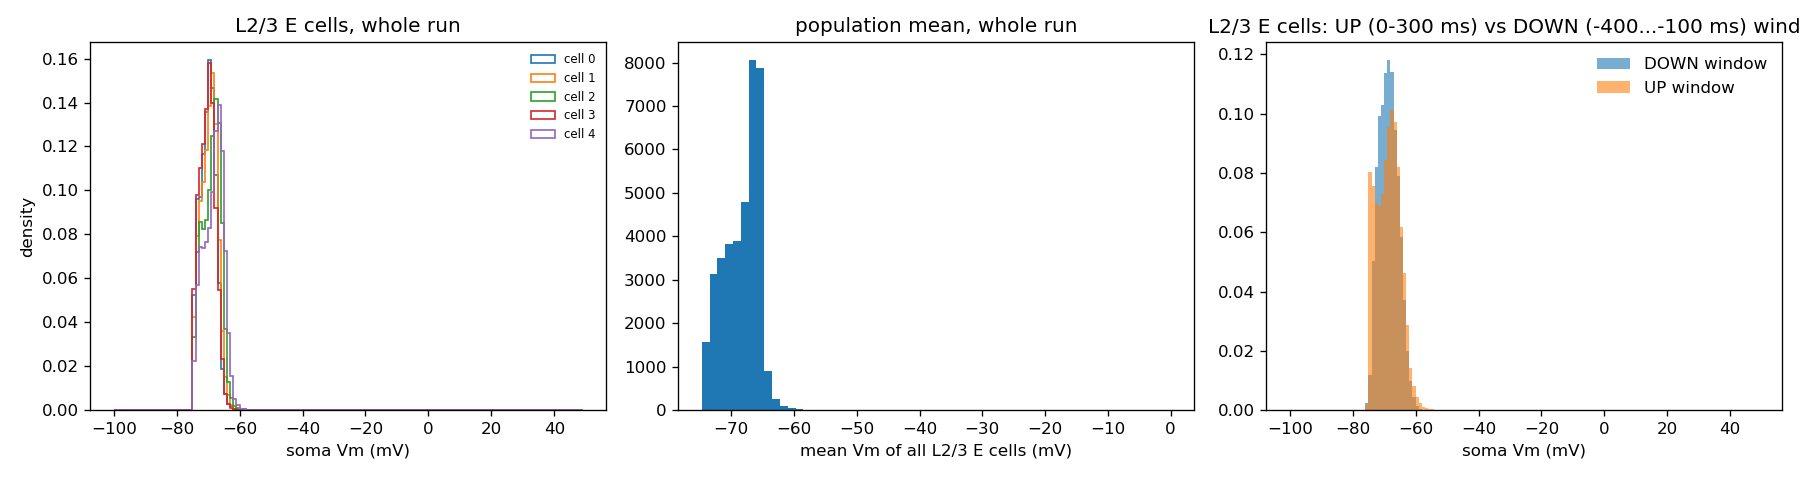 L2/3 E cells, whole run
0.16
0.14
0.12
0.10
0.08
0.06
0.04
0.02
0.00
density
cell 0
cell 1
cell 2
cell 3
cell 4
−100 −80 −60 −40 −20 0 20 40
soma Vm (mV)
population mean, whole run
8000
7000
6000
5000
4000
3000
2000
1000
0
−70 −60 −50 −40 −30 −20 −10 0
mean Vm of all L2/3 E cells (mV)
L2/3 E cells: UP (0-300 ms) vs DOWN (-400...-100 ms) wind
0.12
0.10
0.08
0.06
0.04
0.02
0.00
DOWN window
UP window
−100 −80 −60 −40 −20 0 20 40
soma Vm (mV)